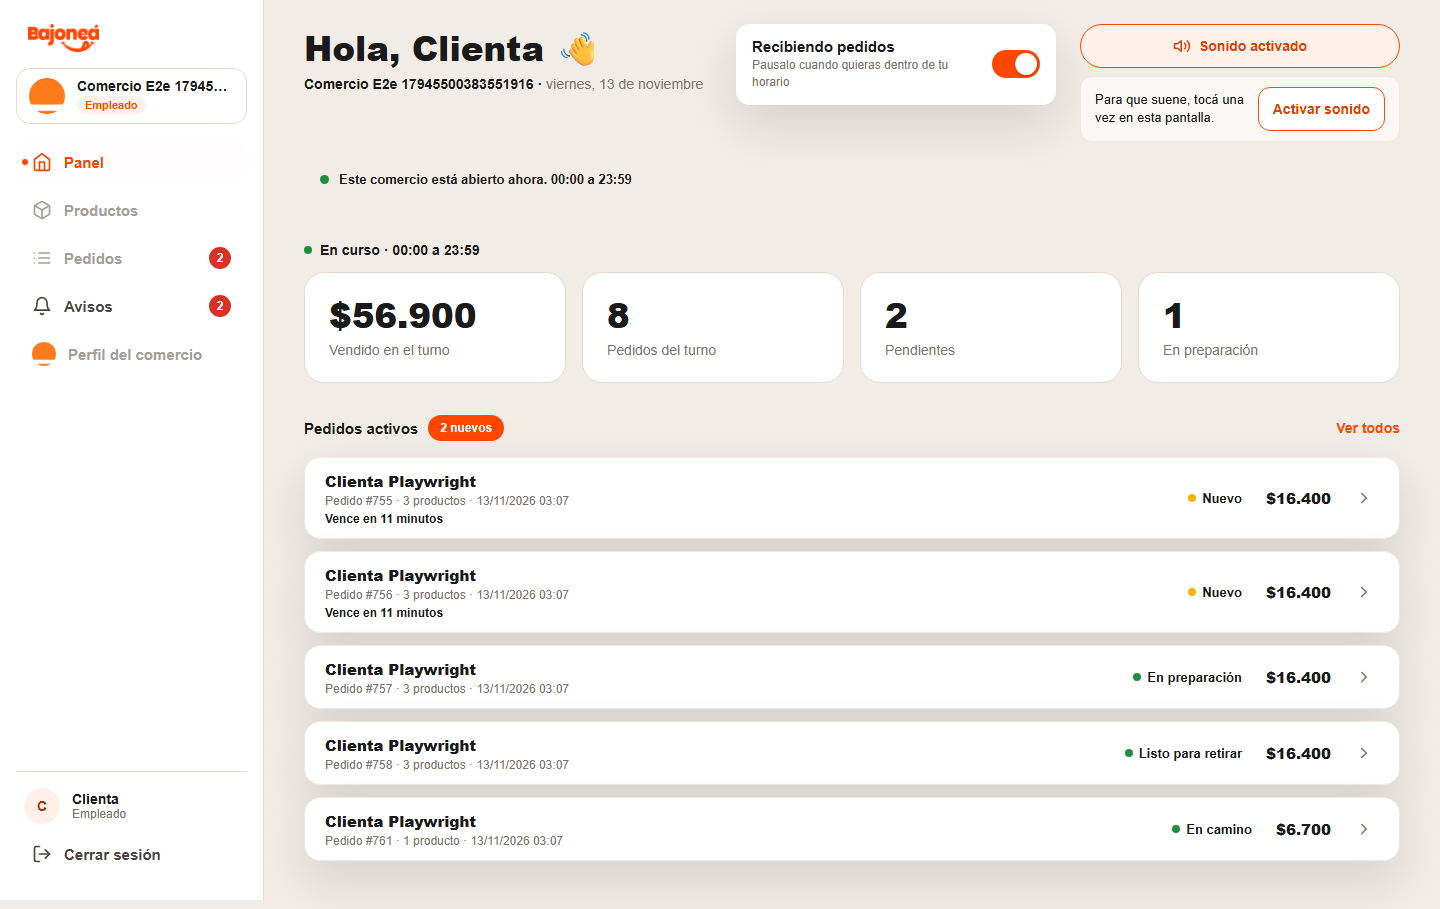 Bajoneá
Comercio E2e 17945...
Empleado
Panel
Productos
Pedidos 2
Avisos 2
Perfil del comercio
Clienta
C
Empleado
Cerrar sesión
Hola, Clienta 👋
Comercio E2e 17945500383551916 · viernes, 13 de noviembre
Recibiendo pedidos
Pausalo cuando quieras dentro de tu
horario
Sonido activado
Para que suene, tocá una
vez en esta pantalla.
Activar sonido
Este comercio está abierto ahora. 00:00 a 23:59
En curso · 00:00 a 23:59
$56.900
Vendido en el turno
8
Pedidos del turno
2
Pendientes
1
En preparación
Pedidos activos 2 nuevos
Ver todos
Clienta Playwright
Pedido #755 · 3 productos · 13/11/2026 03:07
Vence en 11 minutos
Nuevo $16.400
Clienta Playwright
Pedido #756 · 3 productos · 13/11/2026 03:07
Vence en 11 minutos
Nuevo $16.400
Clienta Playwright
Pedido #757 · 3 productos · 13/11/2026 03:07
En preparación $16.400
Clienta Playwright
Pedido #758 · 3 productos · 13/11/2026 03:07
Listo para retirar $16.400
Clienta Playwright
Pedido #761 · 1 producto · 13/11/2026 03:07
En camino $6.700